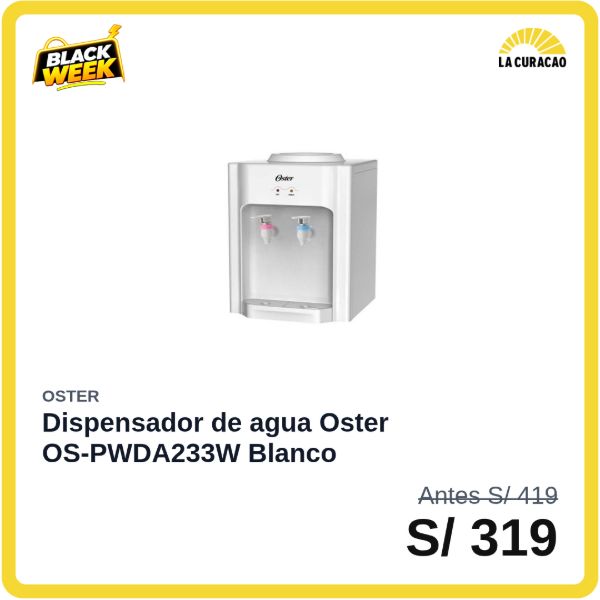 BLACK
WEEK
LA CURACAO
Oster
OSTER
Dispensador de agua Oster
OS-PWDA233W Blanco
Antes S/ 419
S/ 319